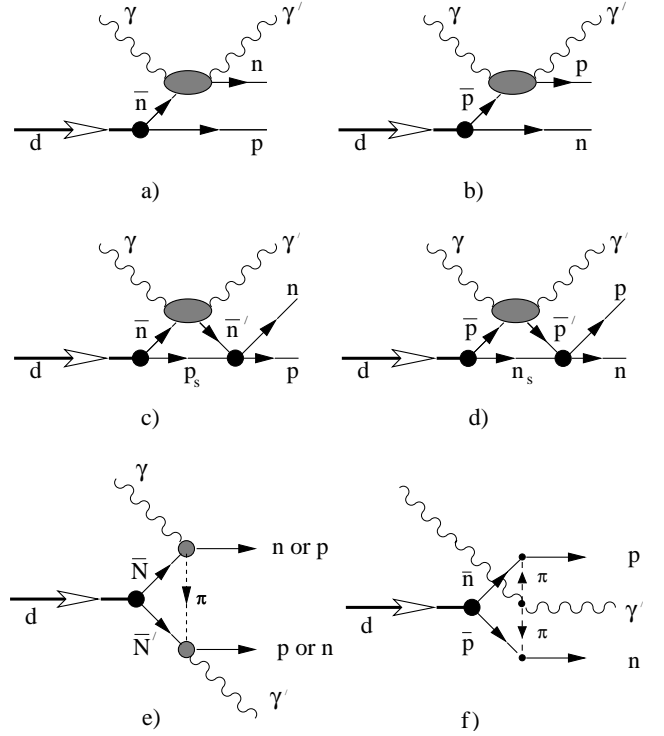 γ γ′ γ γ′
n p
n̅ p̅
d p d n
a) b)
γ γ′ γ γ′
n p
n̅ n̅′ p̅ p̅′
d p_s p d n_s n
c) d)
γ
n or p p
N̅ n̅ π
π γ′
d d
N̅′ p̅ π
p or n n
γ′
e) f)